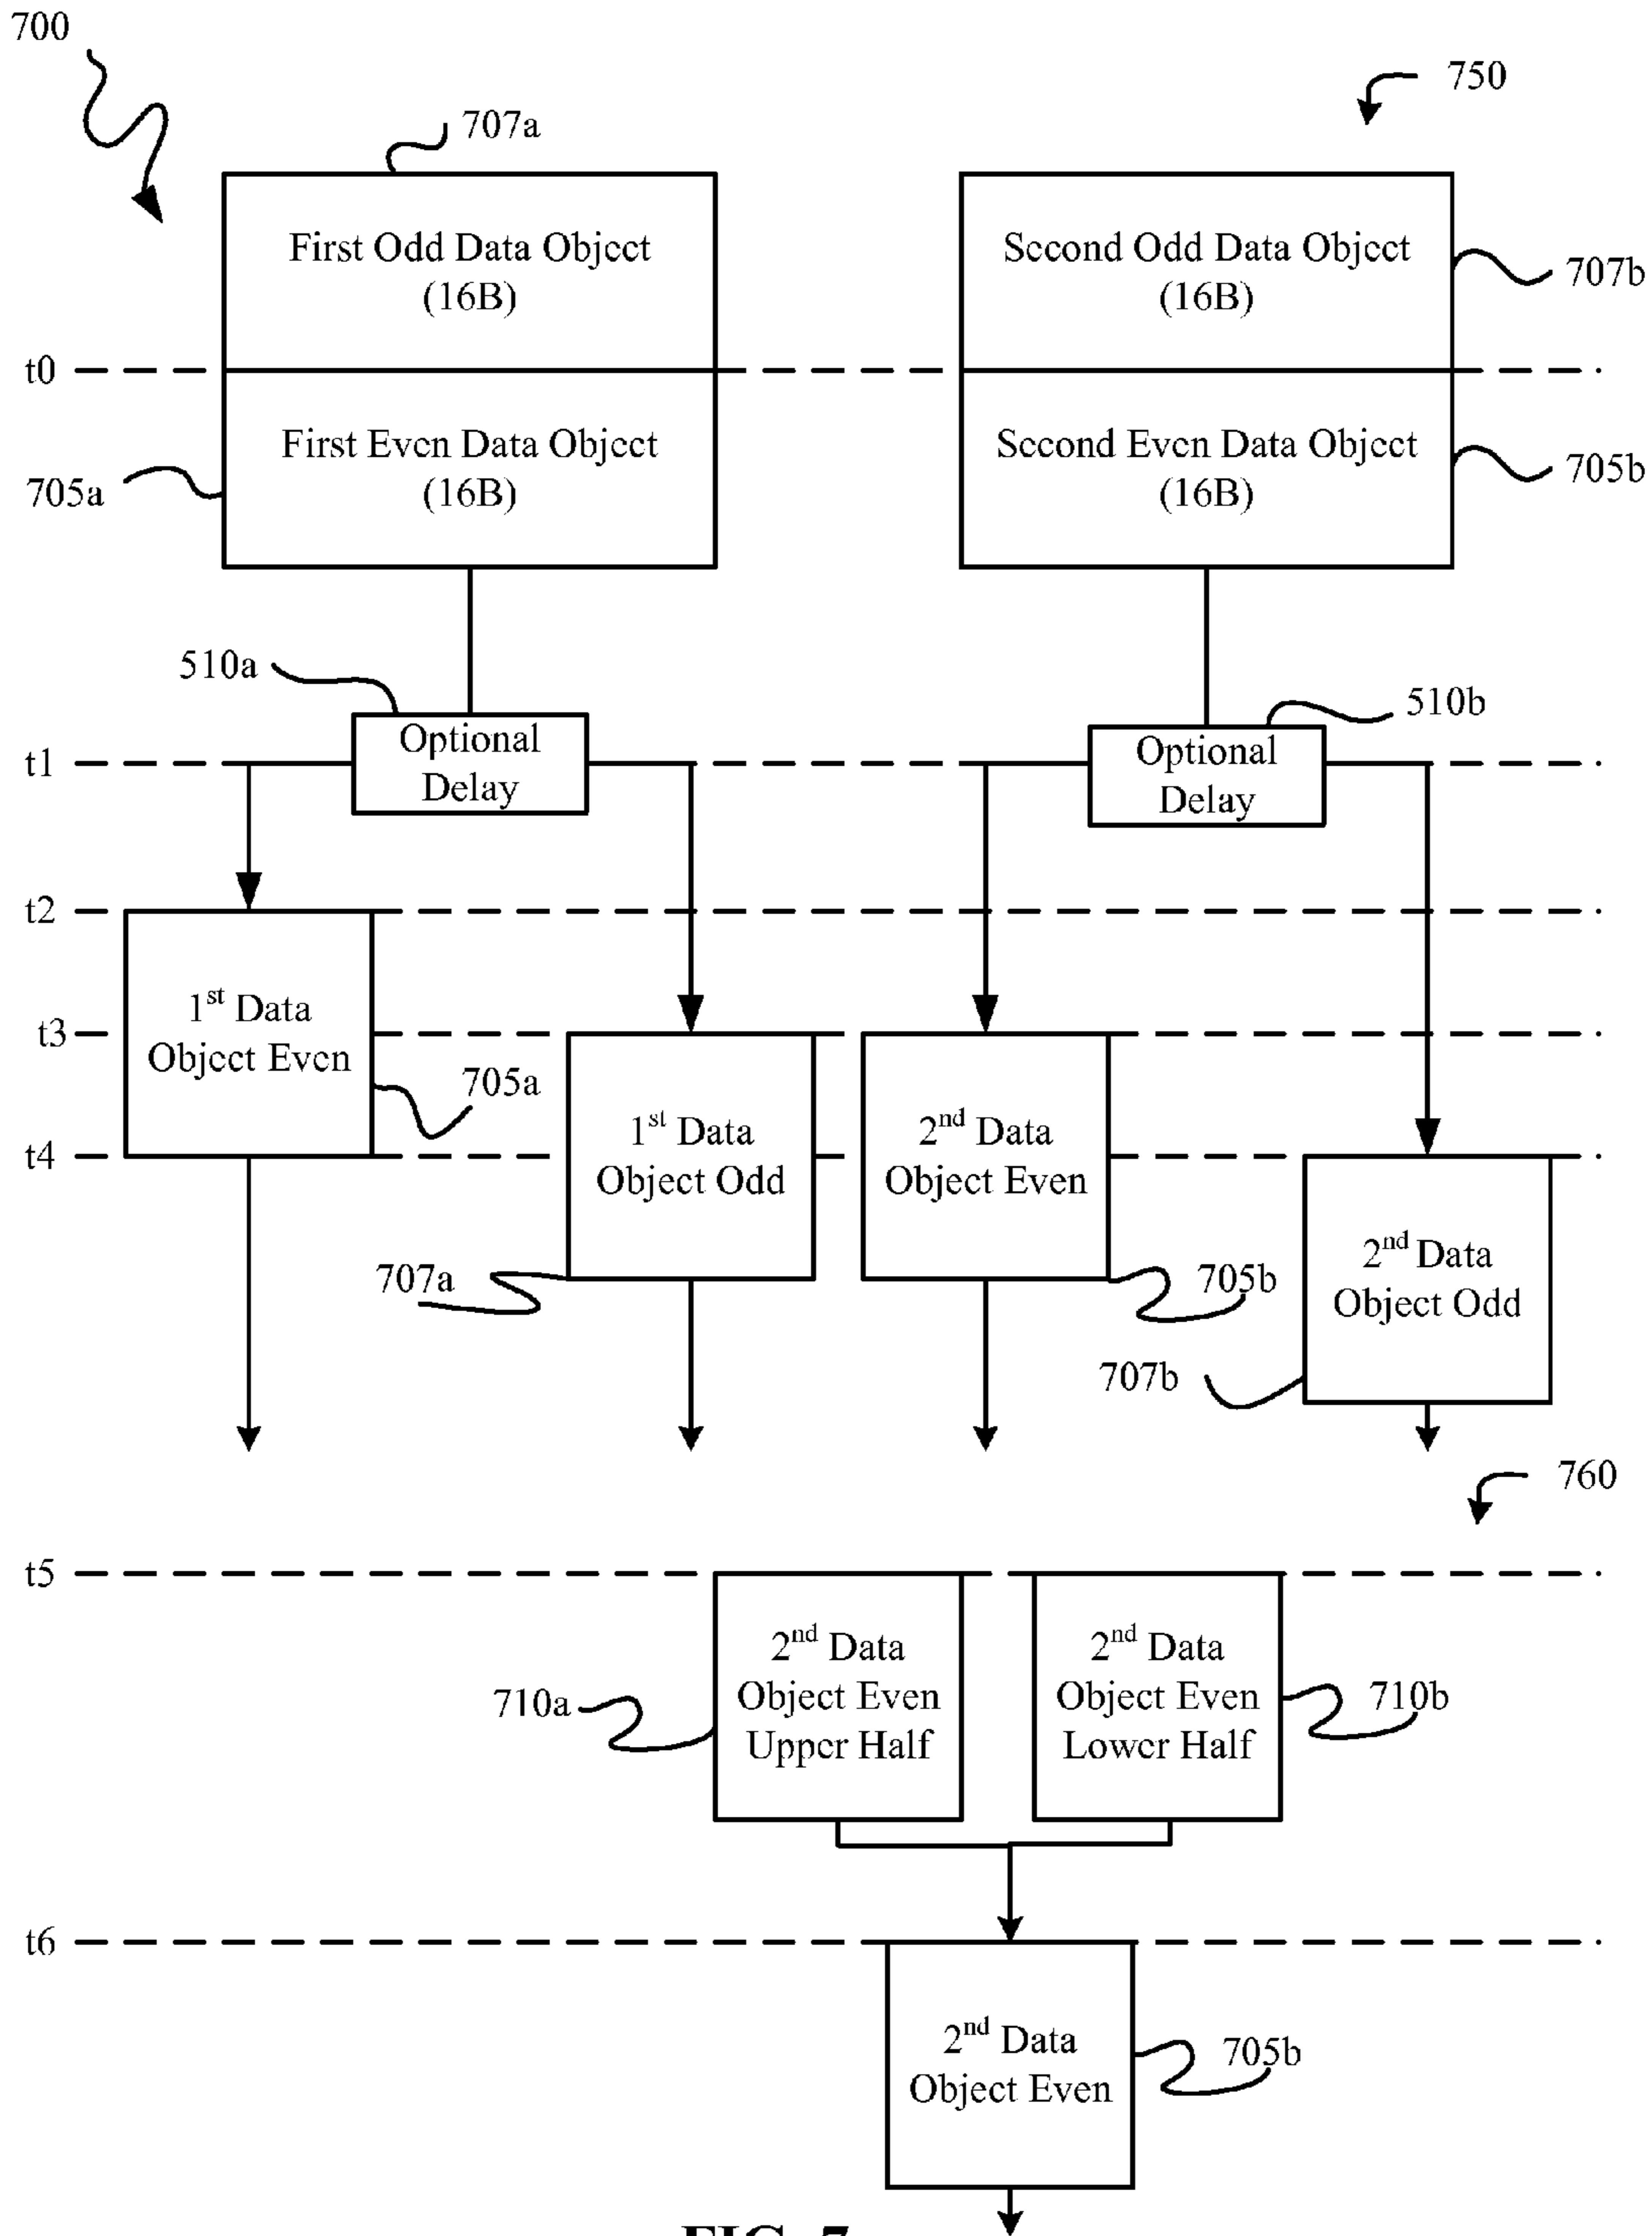 700
750
707a
First Odd Data Object
(16B)
Second Odd Data Object
(16B)
707b
t0
First Even Data Object
(16B)
705a
Second Even Data Object
(16B)
705b
510a
Optional
Delay
510b
Optional
Delay
t1
t2
1st Data
Object Even
t3
705a
1st Data
Object Odd
2nd Data
Object Even
t4
2nd Data
Object Odd
707a
705b
707b
760
t5
2nd Data
Object Even
Upper Half
710a
2nd Data
Object Even
Lower Half
710b
t6
2nd Data
Object Even
705b
FIG. 7